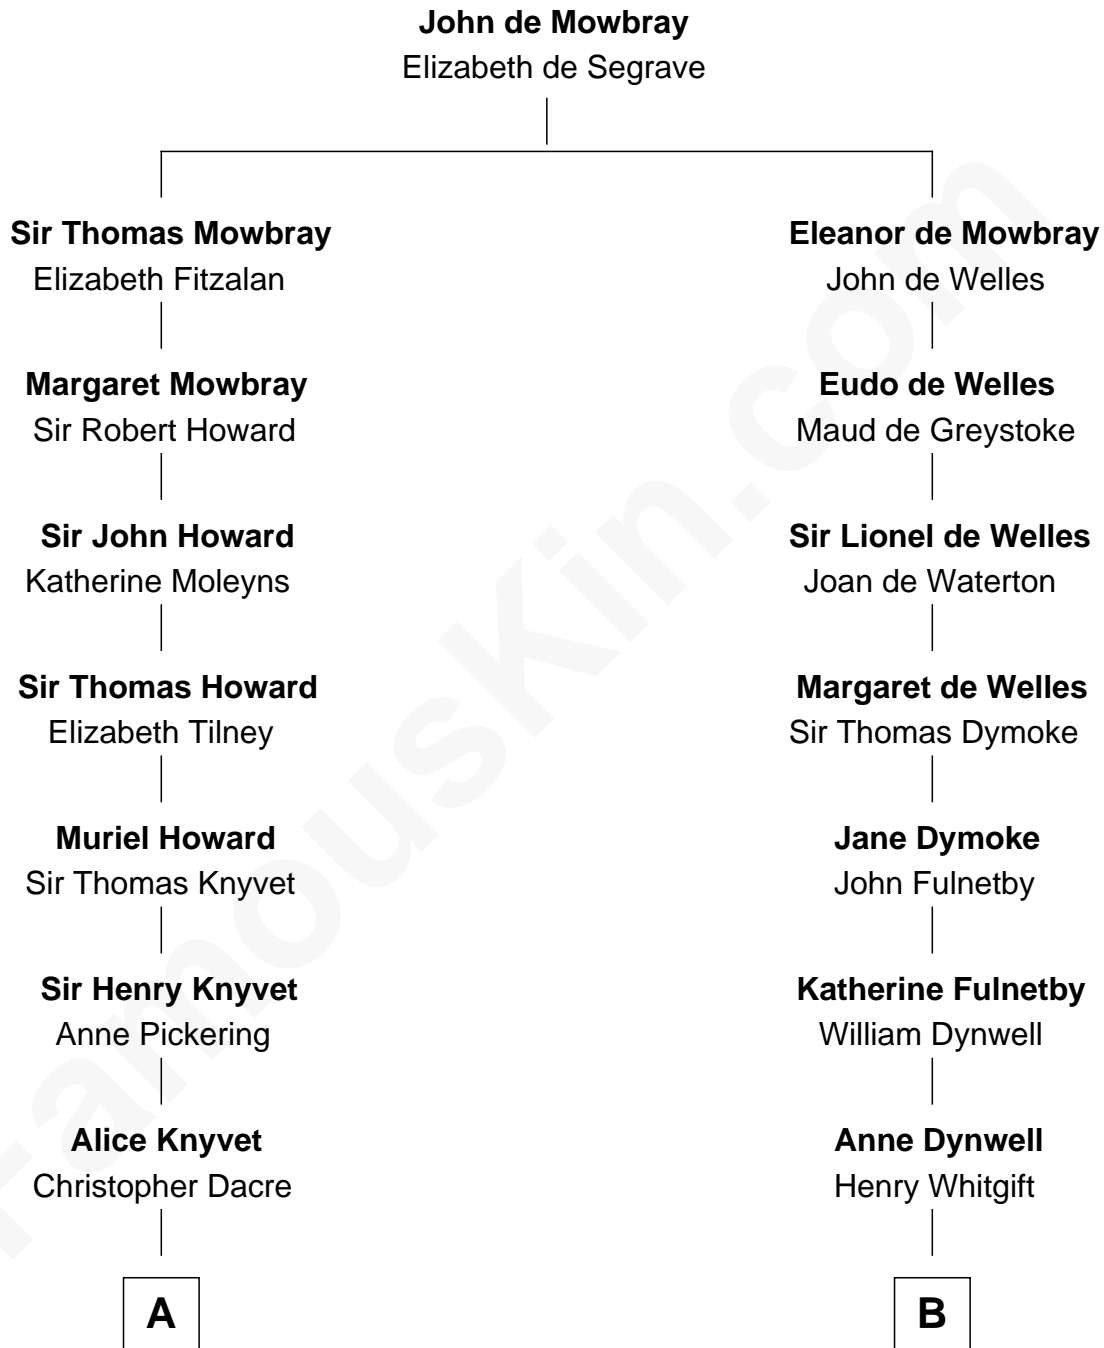 John de Mowbray
Elizabeth de Segrave
Sir Thomas Mowbray
Elizabeth Fitzalan
Eleanor de Mowbray
John de Welles
Margaret Mowbray
Sir Robert Howard
Eudo de Welles
Maud de Greystoke
Sir John Howard
Katherine Moleyns
Sir Lionel de Welles
Joan de Waterton
Sir Thomas Howard
Elizabeth Tilney
Margaret de Welles
Sir Thomas Dymoke
Muriel Howard
Sir Thomas Knyvet
Jane Dymoke
John Fulnetby
Sir Henry Knyvet
Anne Pickering
Katherine Fulnetby
William Dynwell
Alice Knyvet
Christopher Dacre
Anne Dynwell
Henry Whitgift
A
B
FamousKin.com